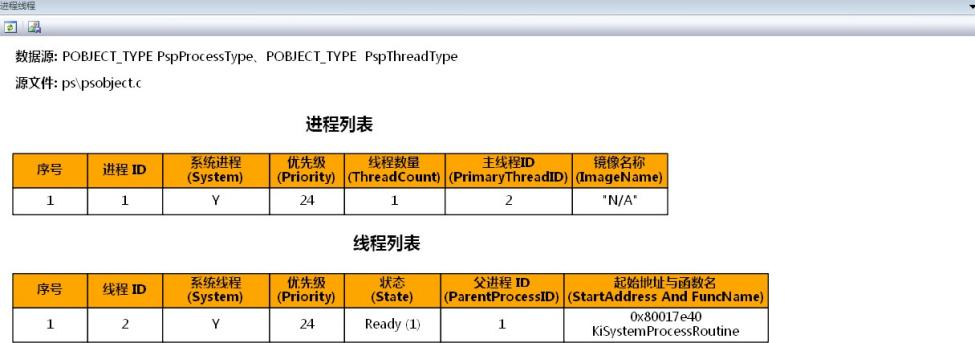 进程线程
数据源: POBJECT_TYPE PspProcessType、POBJECT_TYPE PspThreadType
源文件: ps\psobject.c
进程列表
序号 进程 ID 系统进程 (System) 优先级 (Priority) 线程数量 (ThreadCount) 主线程ID (PrimaryThreadID) 镜像名称 (ImageName)
1 1 Y 24 1 2 "N/A"
线程列表
序号 线程 ID 系统线程 (System) 优先级 (Priority) 状态 (State) 父进程 ID (ParentProcessID) 起始地址与函数名 (StartAddress And FuncName)
1 2 Y 24 Ready (1) 1 0x80017e40 KiSystemProcessRoutine